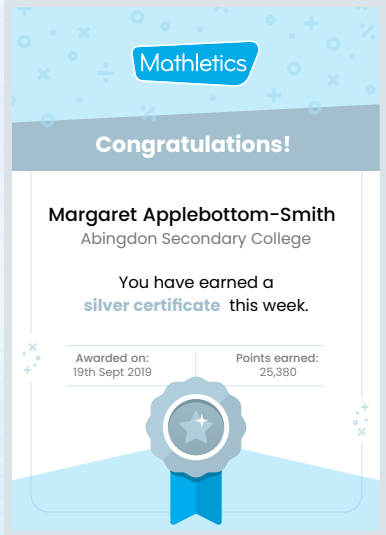 Mathletics
Congratulations!
Margaret Applebottom-Smith
Abingdon Secondary College
You have earned a
silver certificate this week.
Awarded on:
19th Sept 2019
Points earned:
25,380